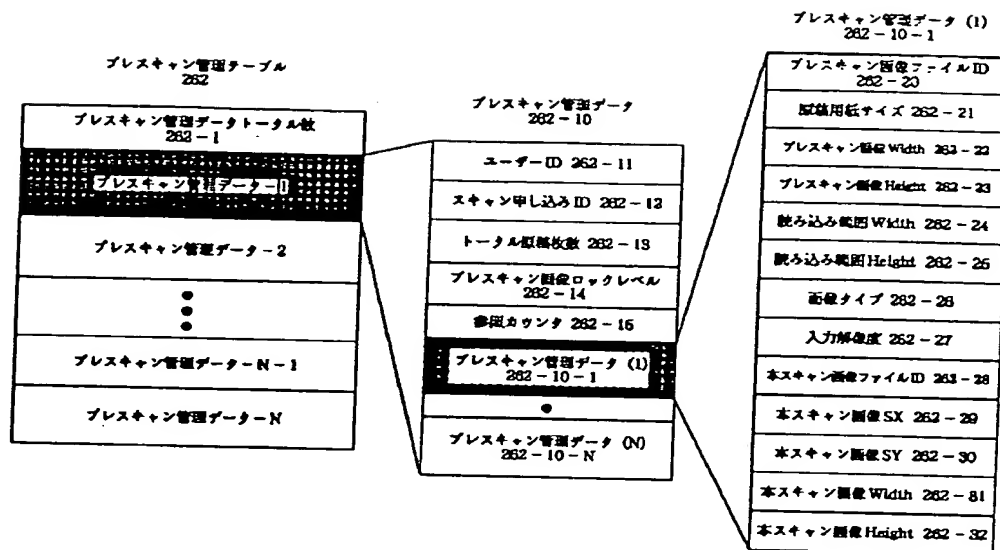 プレスキャン管理テーブル
262
プレスキャン管理データトータル数
262-1
プレスキャン管理データ-1
プレスキャン管理データ-2
プレスキャン管理データ-N-1
プレスキャン管理データ-N
プレスキャン管理データ
262-10
ユーザーID 262-11
スキャン申し込みID 262-12
トータル原稿枚数 262-13
プレスキャン画像ロックレベル
262-14
参照カウンタ 262-15
プレスキャン管理データ (1)
262-10-1
プレスキャン管理データ (N)
262-10-N
プレスキャン管理データ (1)
262-10-1
プレスキャン画像ファイルID
262-20
原稿用紙サイズ 262-21
プレスキャン画像Width 262-22
プレスキャン画像Height 262-23
読み込み範囲Width 262-24
読み込み範囲Height 262-25
画像タイプ 262-26
入力解像度 262-27
本スキャン画像ファイルID 262-28
本スキャン画像SX 262-29
本スキャン画像SY 262-30
本スキャン画像Width 262-31
本スキャン画像Height 262-32